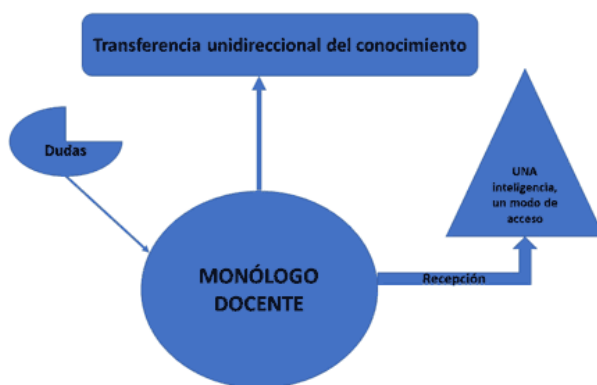 Transferencia unidireccional del conocimiento
Dudas
UNA
inteligencia,
un modo de
acceso
MONÓLOGO
DOCENTE
Recepción